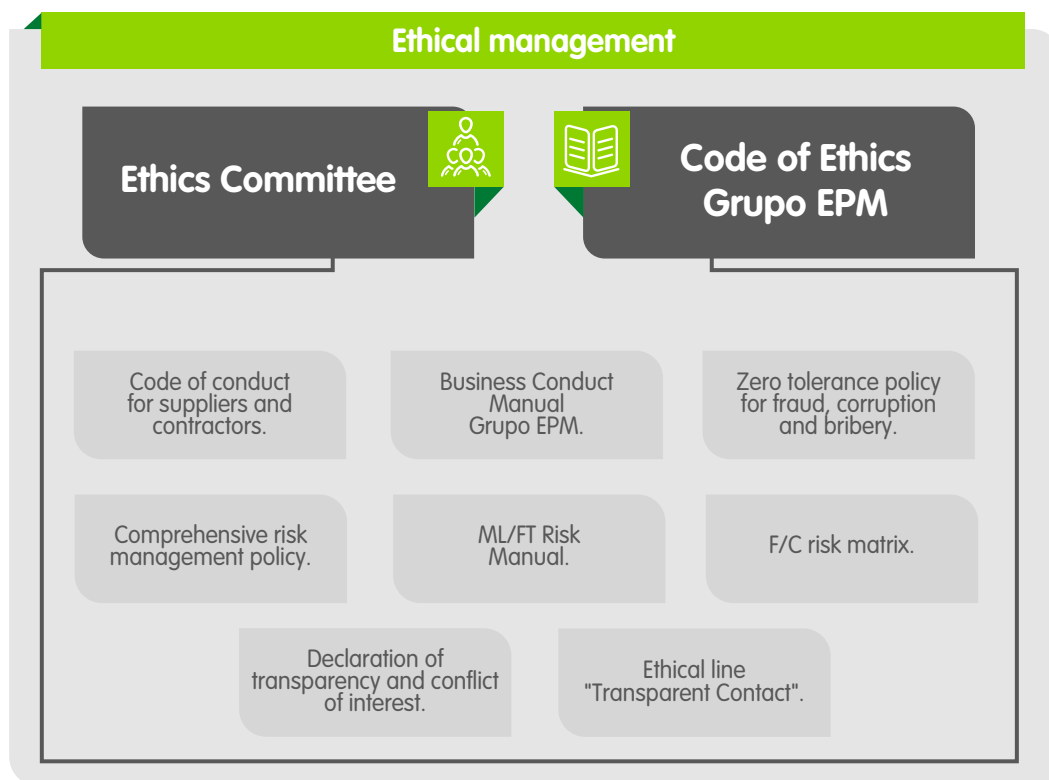 Ethical management
Ethics Committee
Code of Ethics
Grupo EPM
Code of conduct
for suppliers and
contractors.
Business Conduct
Manual
Grupo EPM.
Zero tolerance policy
for fraud, corruption
and bribery.
Comprehensive risk
management policy.
ML/FT Risk
Manual.
F/C risk matrix.
Declaration of
transparency and conflict
of interest.
Ethical line
"Transparent Contact".